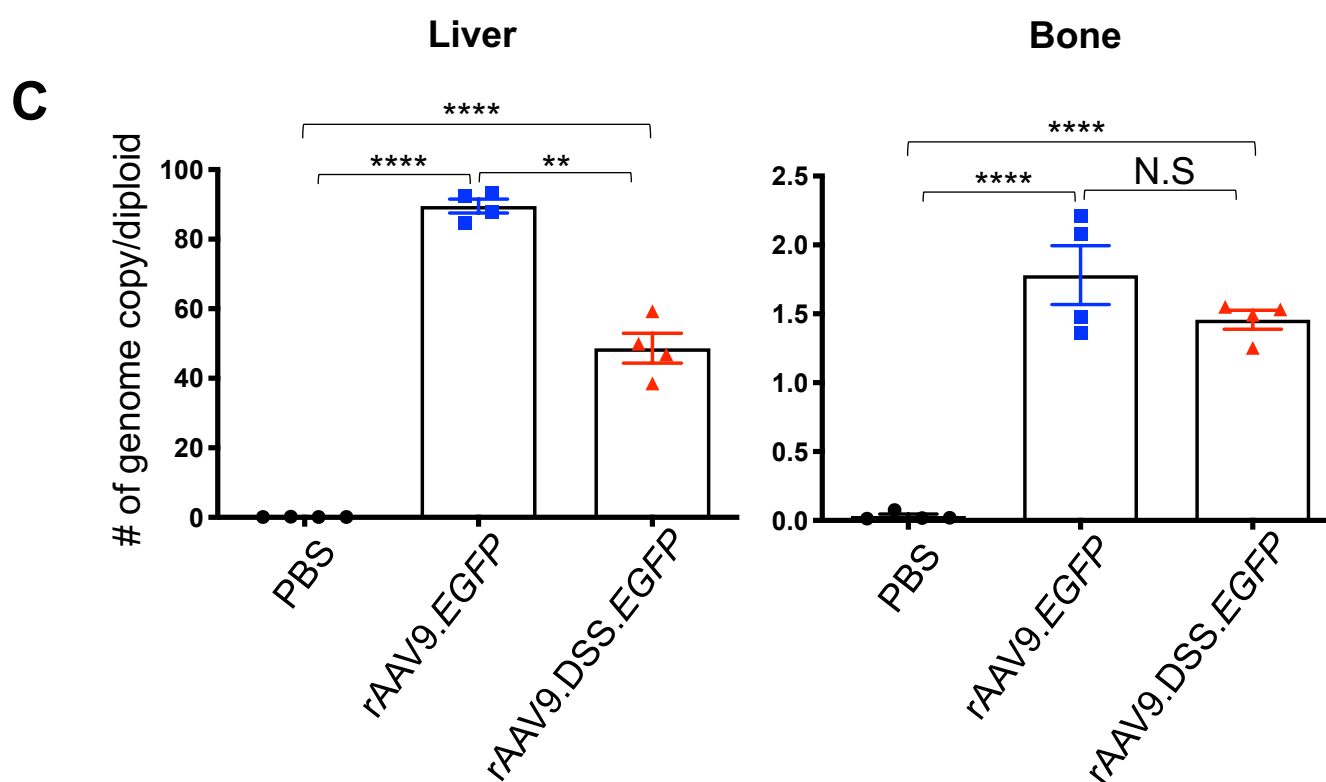 Liver
Bone
C
# of genome copy/diploid
****
****
**
100
80
60
40
20
0
PBS
rAAV9.EGFP
rAAV9.DSS.EGFP
****
****
N.S
2.5
2.0
1.5
1.0
0.5
0.0
PBS
rAAV9.EGFP
rAAV9.DSS.EGFP